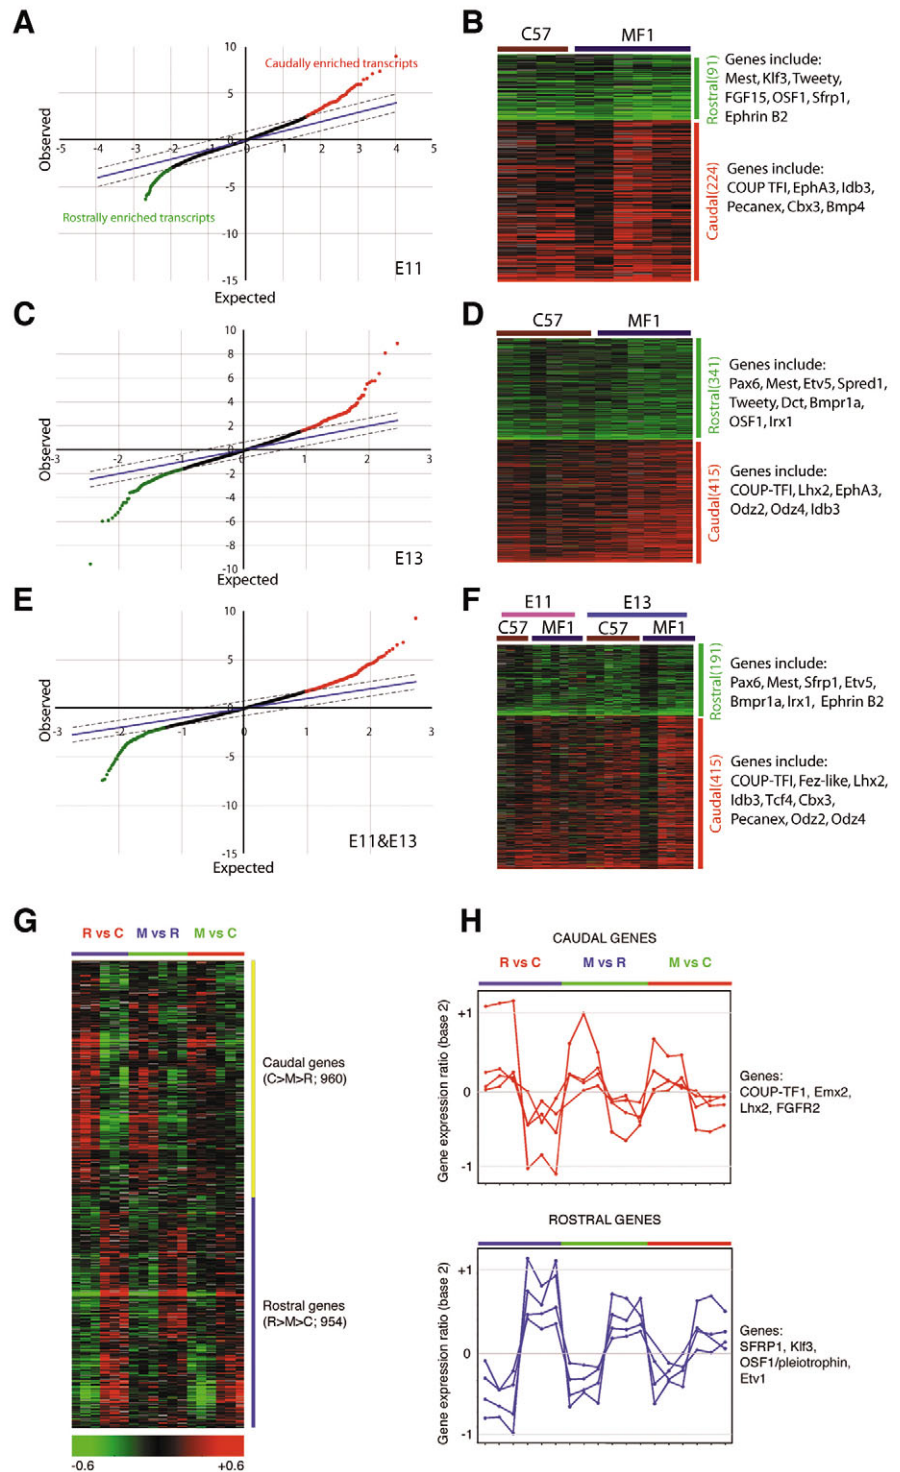 A
10
Caudally enriched transcripts
5
Observed
-5 -4 -3 -2 -1 0 1 2 3 4 5
-5
Rostrally enriched transcripts
-10
E11
-15
Expected
B
C57 MF1
Rostral(91)
Genes include:
Mest, Klf3, Tweety,
FGF15, OSF1, Sfrp1,
Ephrin B2
Caudal(224)
Genes include:
COUP TFI, EphA3, Idb3,
Pecanex, Cbx3, Bmp4
C
10
8
6
4
2
Observed
-3 -2 -1 0 1 2 3
-2
-4
-6
-8
E13
-10
Expected
D
C57 MF1
Rostral(341)
Genes include:
Pax6, Mest, Etv5, Spred1,
Tweety, Dct, Bmpr1a,
OSF1, Irx1
Caudal(415)
Genes include:
COUP-TFI, Lhx2, EphA3,
Odz2, Odz4, Idb3
E
10
5
Observed
-3 -2 -1 0 1 2 3
-5
-10
E11&E13
-15
Expected
F
E11 E13
C57 MF1 C57 MF1
Rostral(191)
Genes include:
Pax6, Mest, Sfrp1, Etv5,
Bmpr1a, Irx1, Ephrin B2
Caudal(415)
Genes include:
COUP-TFI, Fez-like, Lhx2,
Idb3, Tcf4, Cbx3,
Pecanex, Odz2, Odz4
G
R vs C M vs R M vs C
Caudal genes
(C>M>R; 960)
Rostral genes
(R>M>C; 954)
-0.6 +0.6
H
CAUDAL GENES
R vs C M vs R M vs C
Gene expression ratio (base 2)
+1
0
-1
Genes:
COUP-TF1, Emx2,
Lhx2, FGFR2
ROSTRAL GENES
Gene expression ratio (base 2)
+1
0
-1
Genes:
SFRP1, Klf3,
OSF1/pleiotrophin,
Etv1